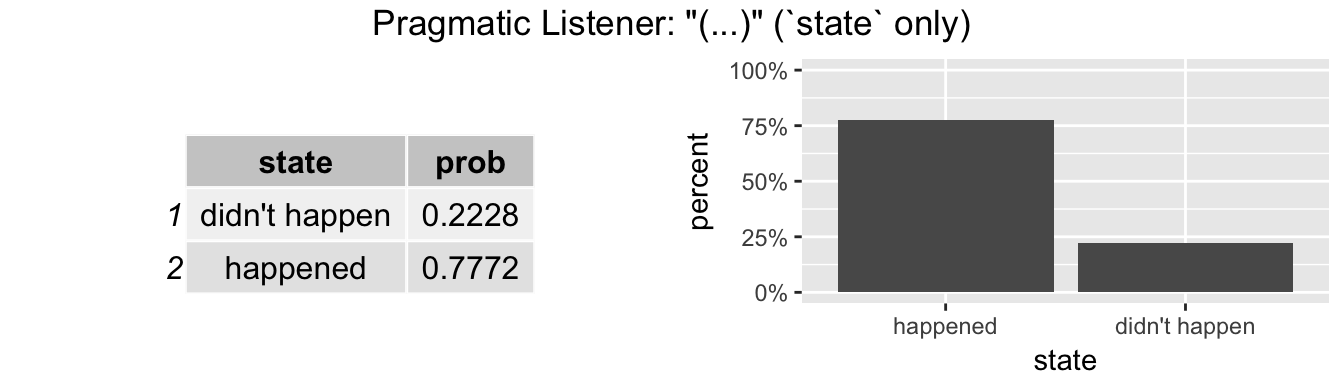 Pragmatic Listener: "(...)" (`state` only)
state prob
1 didn't happen 0.2228
2 happened 0.7772
percent
100%
75%
50%
25%
0%
happened didn't happen
state